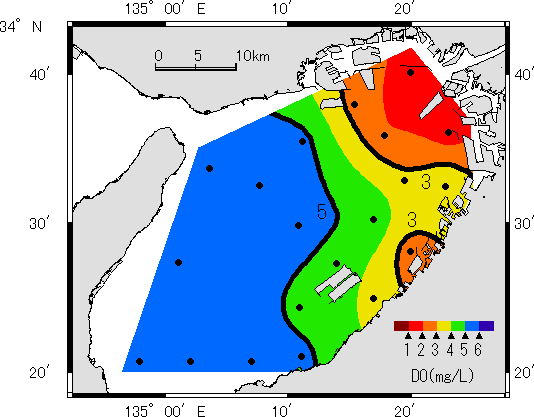 135° 00′ E 10′ 20′
34° N
0 5 10km
40′ 40′
3
5 3
30′ 30′
1 2 3 4 5 6
DO(mg/L)
20′ 20′
135° 00′ E 10′ 20′